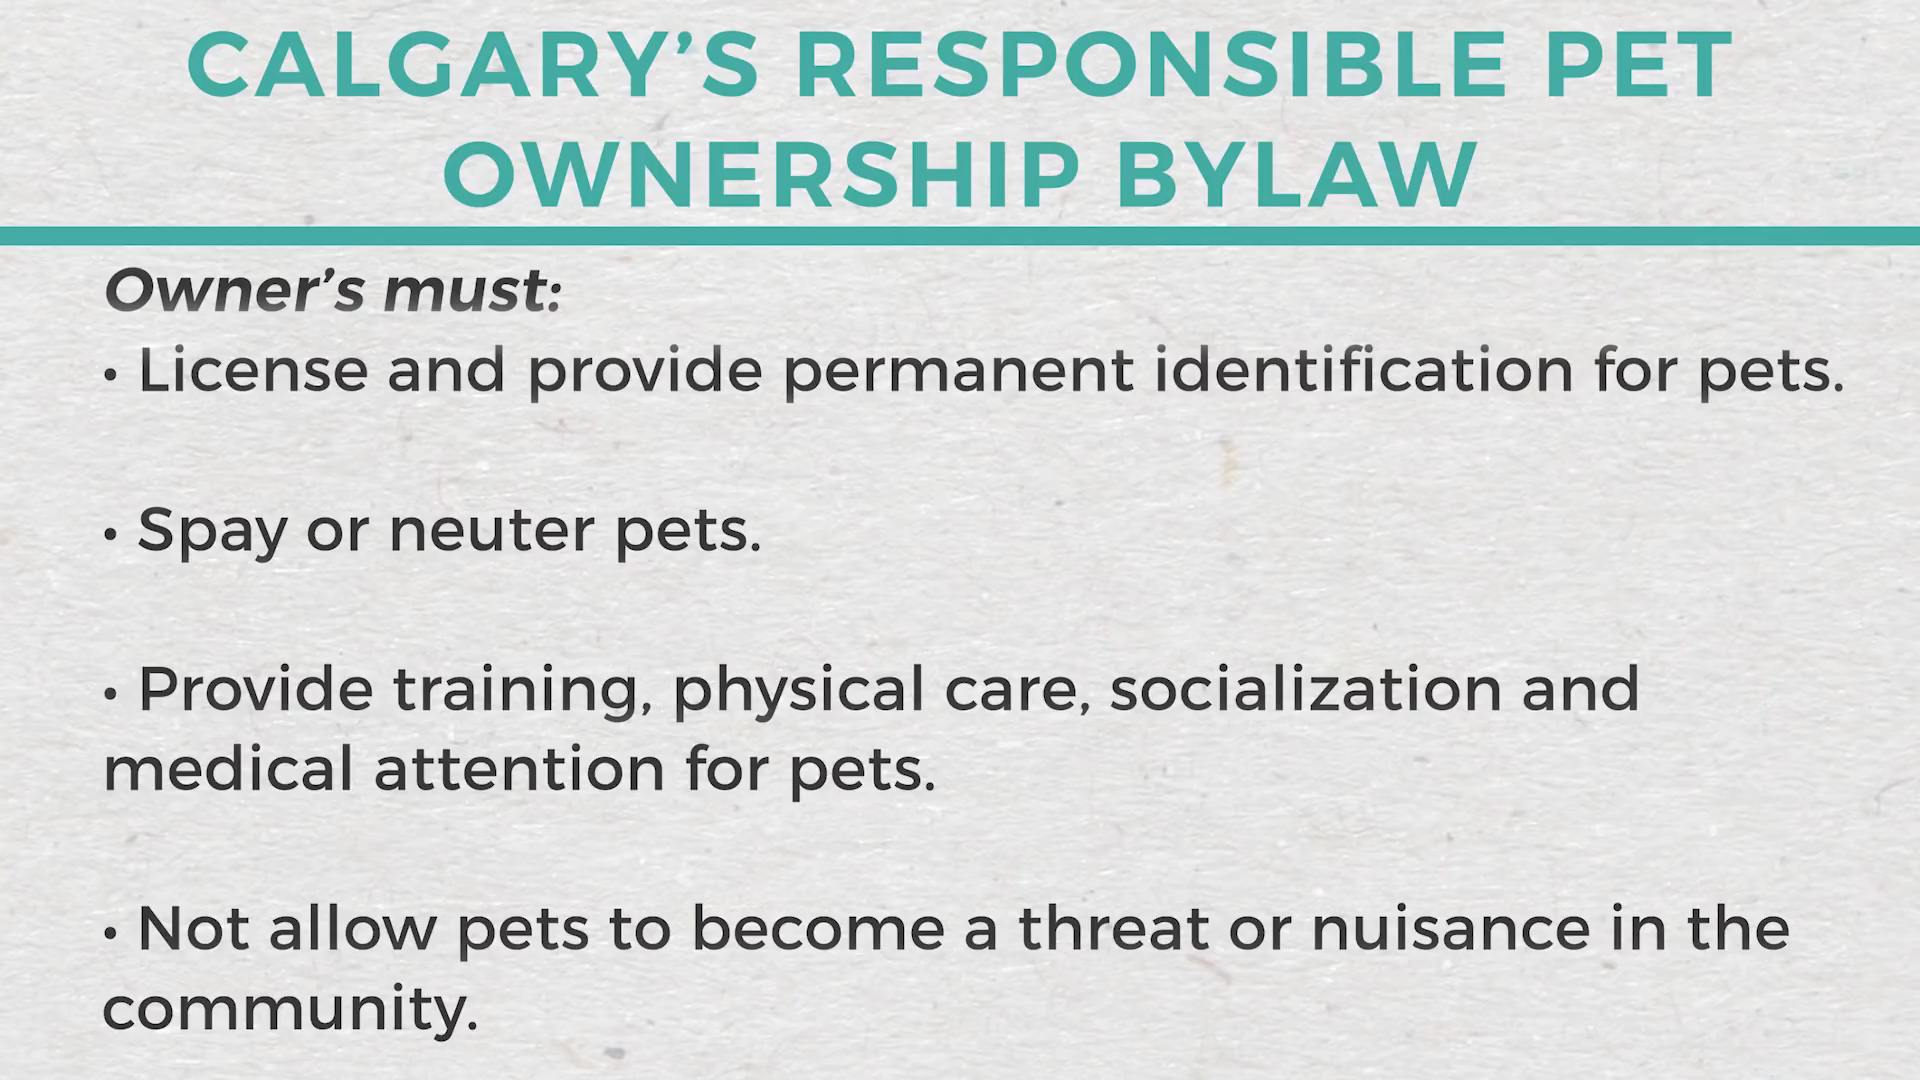 CALGARY’S RESPONSIBLE PET
OWNERSHIP BYLAW
Owner’s must:
• License and provide permanent identification for pets.
• Spay or neuter pets.
• Provide training, physical care, socialization and
medical attention for pets.
• Not allow pets to become a threat or nuisance in the
community.